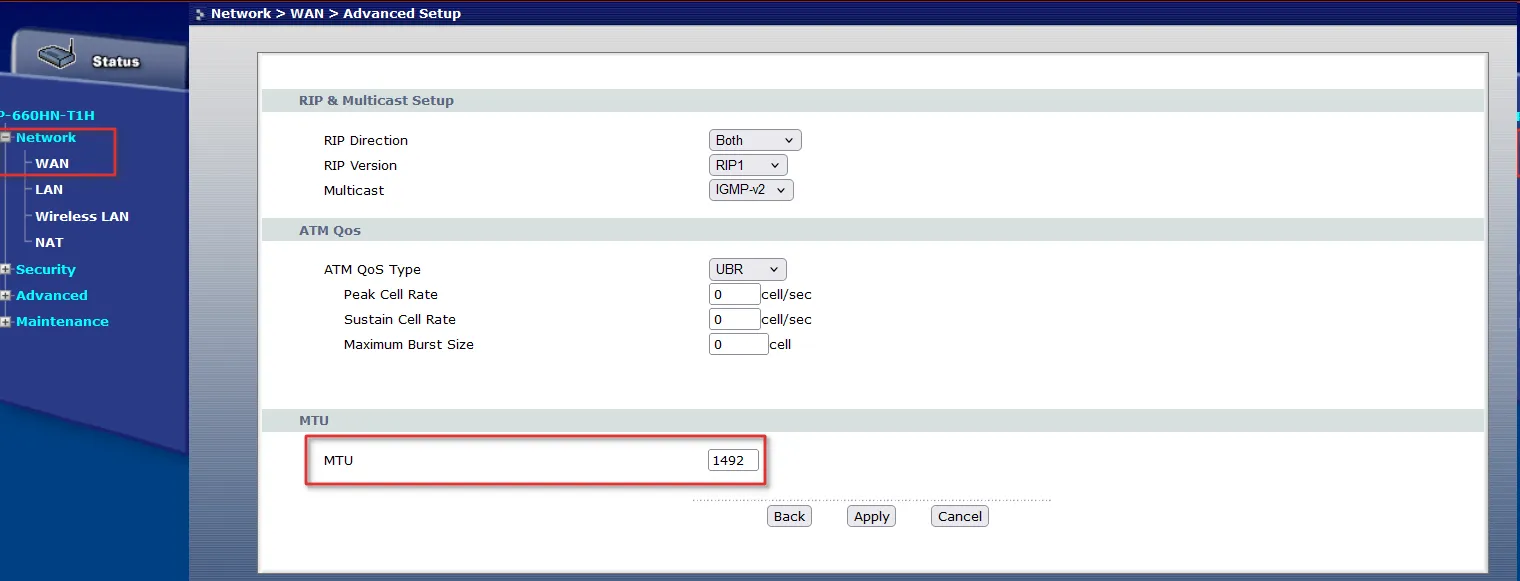 Network > WAN > Advanced Setup
Status
P-660HN-T1H
Network
WAN
LAN
Wireless LAN
NAT
Security
Advanced
Maintenance
RIP & Multicast Setup
RIP Direction Both
RIP Version RIP1
Multicast IGMP-v2
ATM Qos
ATM QoS Type UBR
Peak Cell Rate 0 cell/sec
Sustain Cell Rate 0 cell/sec
Maximum Burst Size 0 cell
MTU
MTU 1492
Back Apply Cancel